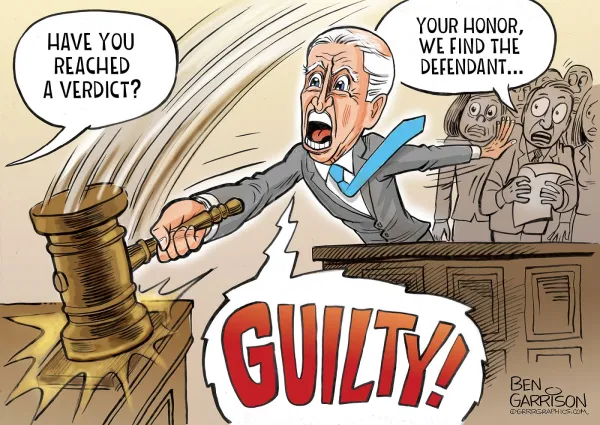 HAVE YOU
REACHED
A VERDICT?
YOUR HONOR,
WE FIND THE
DEFENDANT...
GUILTY!
BEN
GARRISON
©GRRRGRAPHICS.COM